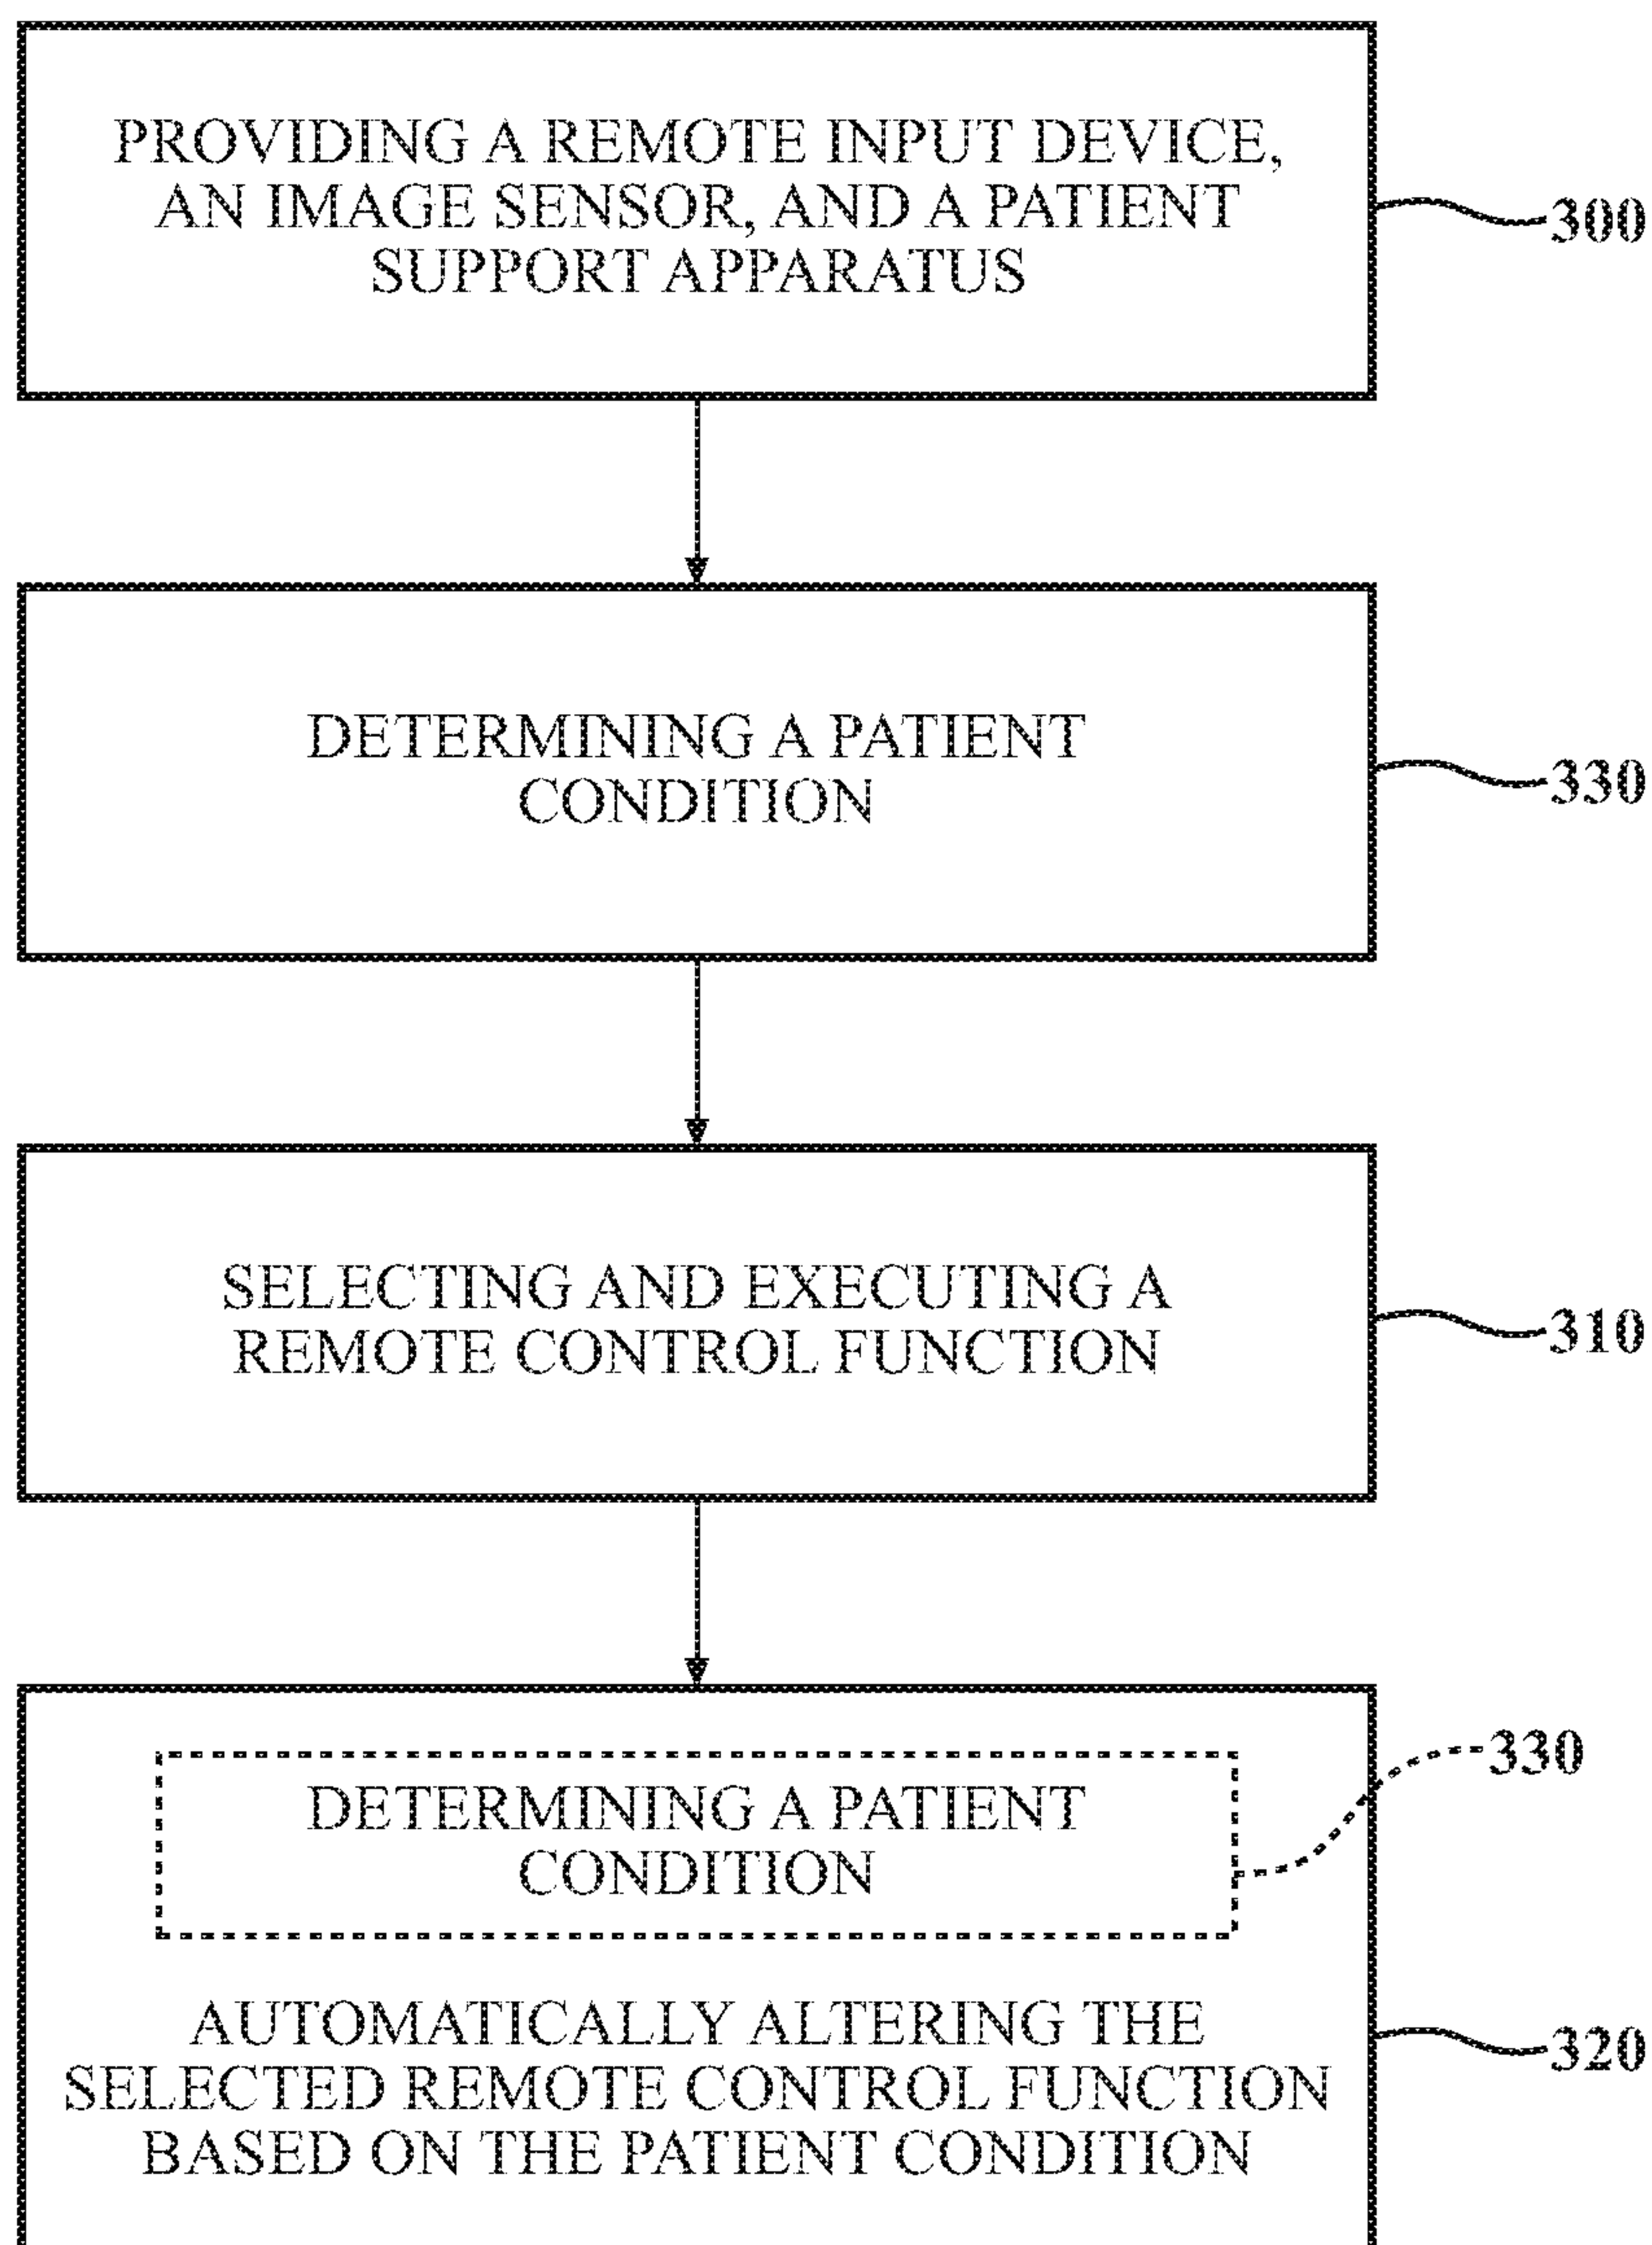 PROVIDING A REMOTE INPUT DEVICE,
AN IMAGE SENSOR, AND A PATIENT
SUPPORT APPARATUS
300
DETERMINING A PATIENT
CONDITION
330
SELECTING AND EXECUTING A
REMOTE CONTROL FUNCTION
310
DETERMINING A PATIENT
CONDITION
330
AUTOMATICALLY ALTERING THE
SELECTED REMOTE CONTROL FUNCTION
BASED ON THE PATIENT CONDITION
320